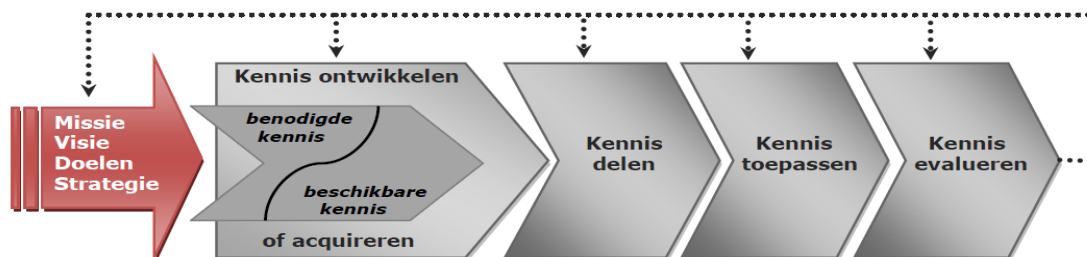 Missie
Visie
Doelen
Strategie
Kennis ontwikkelen
benodigde
kennis
beschikbare
kennis
of acquireren
Kennis
delen
Kennis
toepassen
Kennis
evalueren